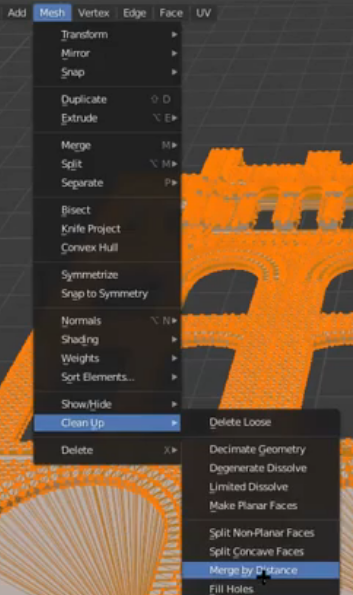 Add Mesh Vertex Edge Face UV
Transform
Mirror
Snap
Duplicate ⇧ D
Extrude ⌥ E
Merge M
Split ⌥ M
Separate P
Bisect
Knife Project
Convex Hull
Symmetrize
Snap to Symmetry
Normals ⌥ N
Shading
Weights
Sort Elements...
Show/Hide
Clean Up
Delete X
Delete Loose
Decimate Geometry
Degenerate Dissolve
Limited Dissolve
Make Planar Faces
Split Non-Planar Faces
Split Concave Faces
Merge by Distance
Fill Holes